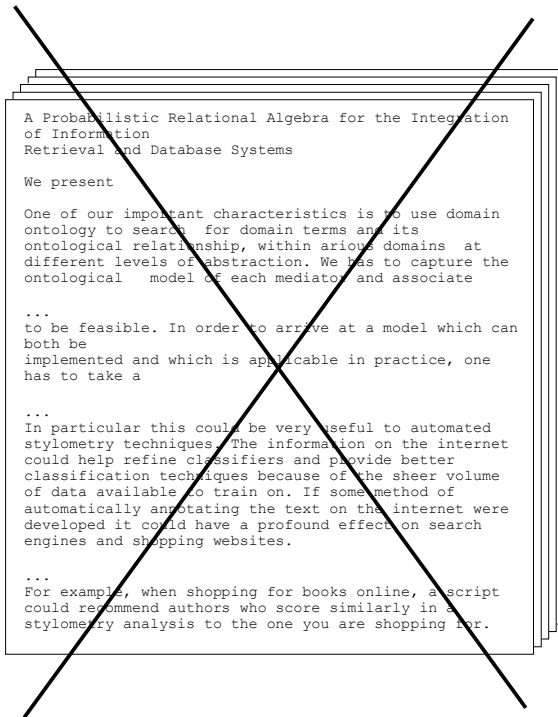 A Probabilistic Relational Algebra for the Integration
of Information
Retrieval and Database Systems
We present
One of our important characteristics is to use domain
ontology to search  for domain terms and its
ontological relationship, within arious domains  at
different levels of abstraction. We has to capture the
ontological   model of each mediator and associate
...
to be feasible. In order to arrive at a model which can
both be
implemented and which is applicable in practice, one
has to take a
...
In particular this could be very useful to automated
stylometry techniques. The information on the internet
could help refine classifiers and provide better
classification techniques because of the sheer volume
of data available to train on. If some method of
automatically annotating the text on the internet were
developed it could have a profound effect on search
engines and shopping websites.
...
For example, when shopping for books online, a script
could recommend authors who score similarly in a
stylometry analysis to the one you are shopping for.